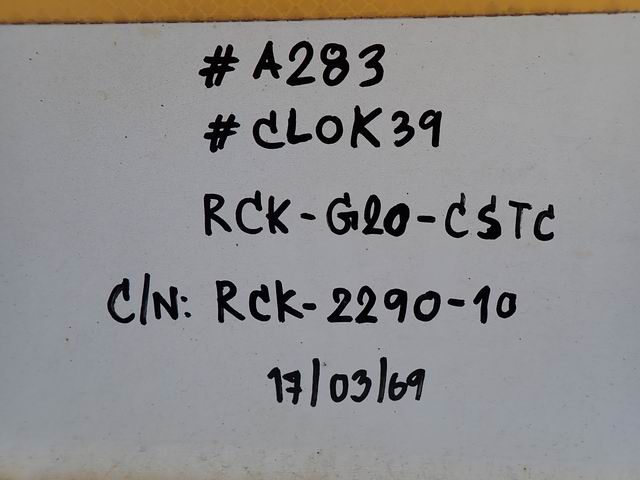 #A283
#CLOK39
RCK-G20-CSTC
C/N: RCK-2290-10
17/03/69